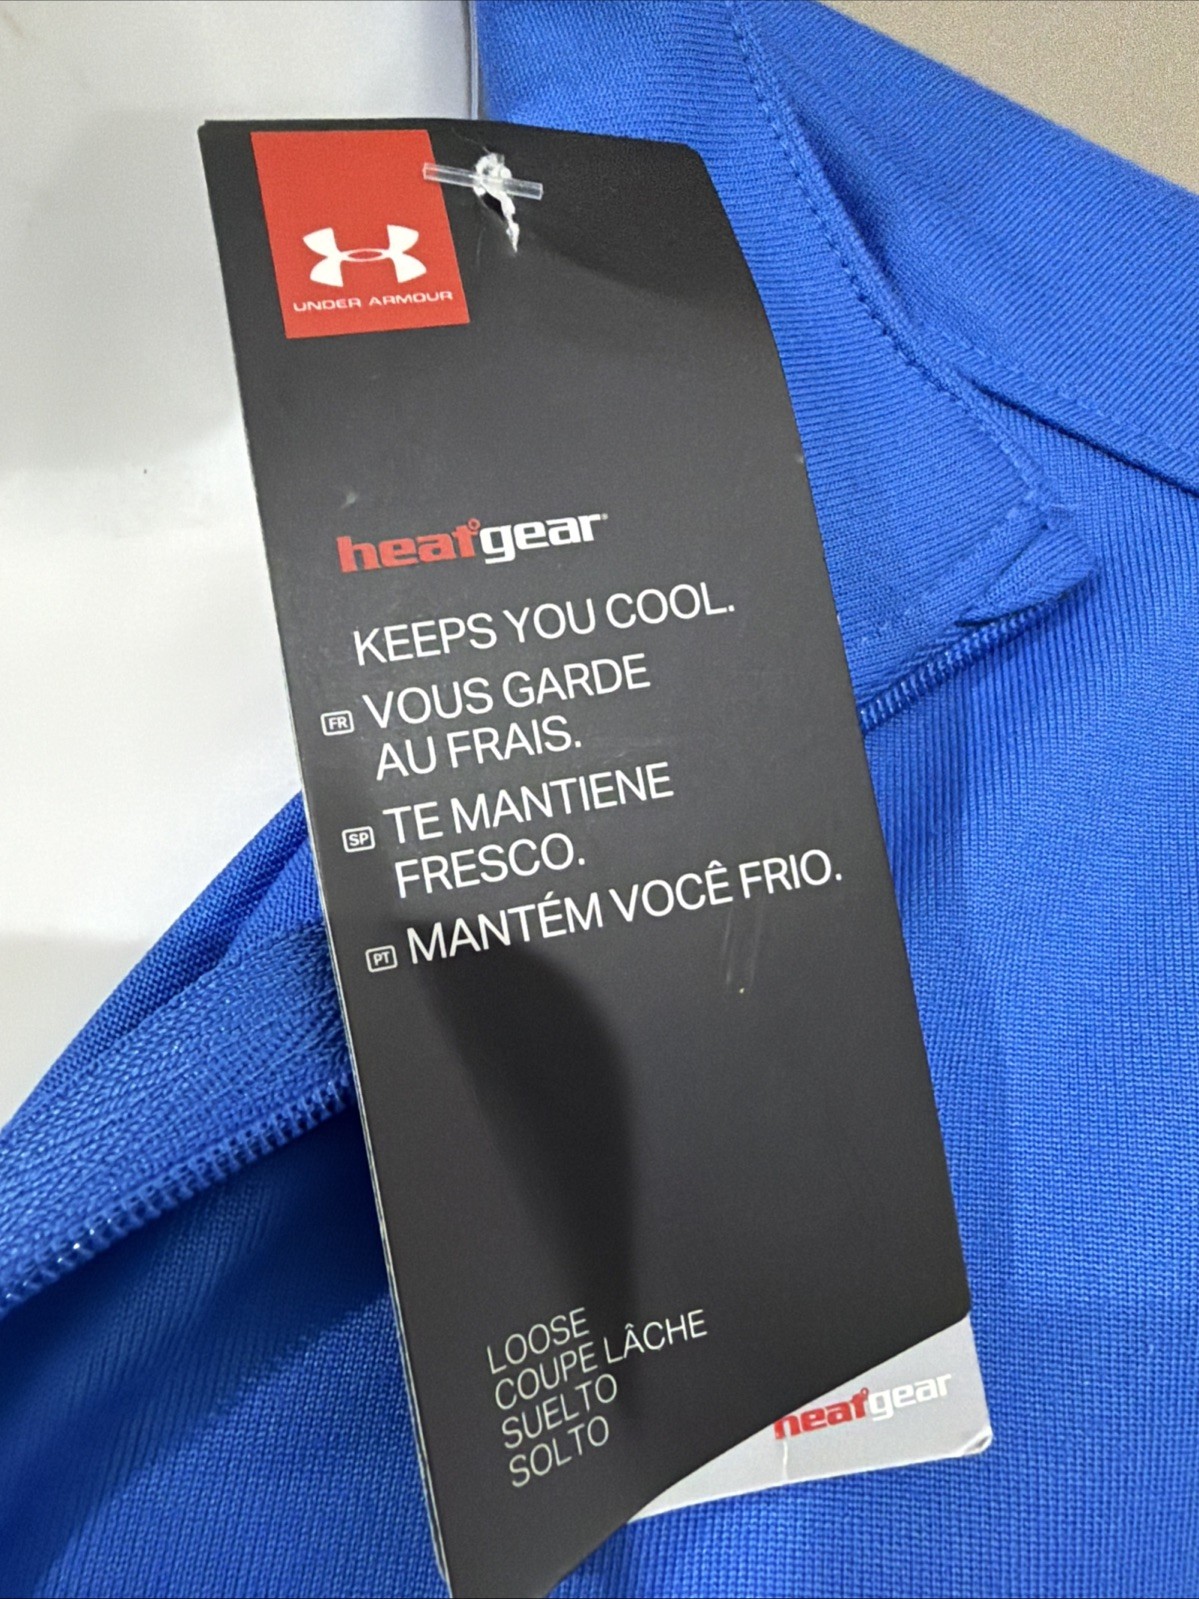 UNDER ARMOUR
heatgear®
KEEPS YOU COOL.
FR VOUS GARDE
AU FRAIS.
SP TE MANTIENE
FRESCO.
PT MANTÉM VOCÊ FRIO.
LOOSE
COUPE LÂCHE
SUELTO
SOLTO
heatgear